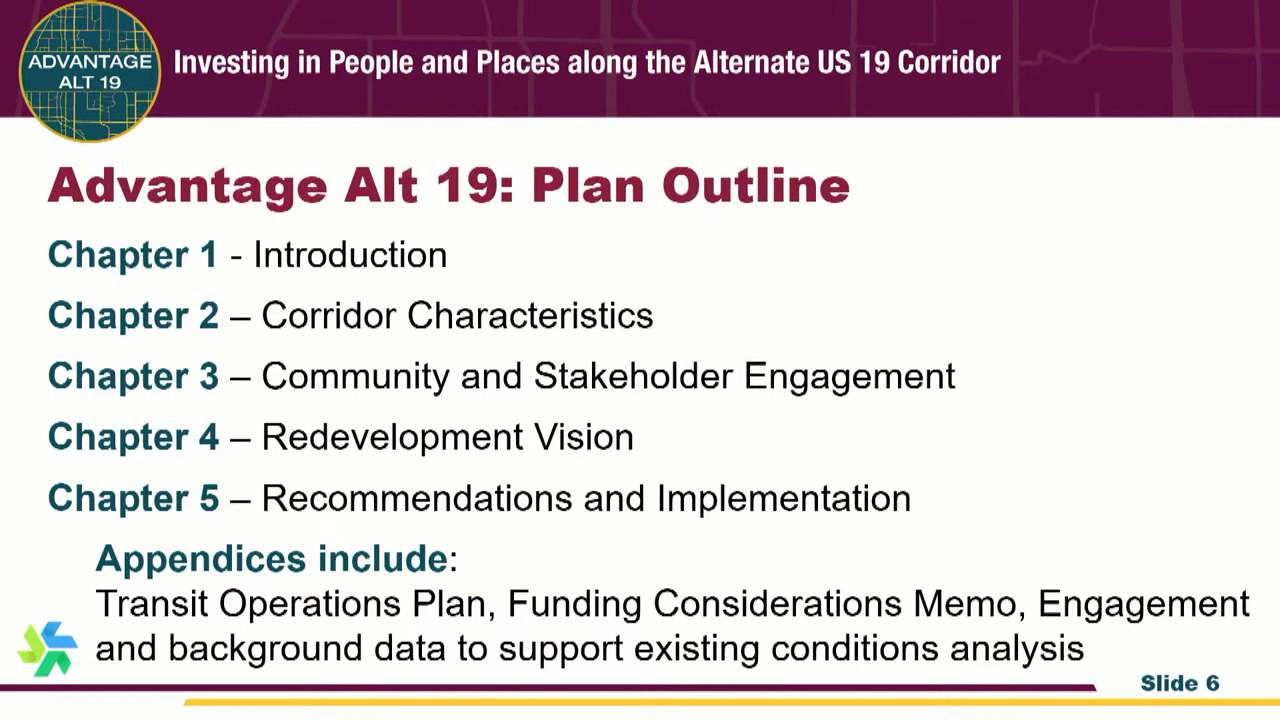 ADVANTAGE
ALT 19
Investing in People and Places along the Alternate US 19 Corridor
Advantage Alt 19: Plan Outline
Chapter 1 - Introduction
Chapter 2 – Corridor Characteristics
Chapter 3 – Community and Stakeholder Engagement
Chapter 4 – Redevelopment Vision
Chapter 5 – Recommendations and Implementation
Appendices include:
Transit Operations Plan, Funding Considerations Memo, Engagement
and background data to support existing conditions analysis
Slide 6